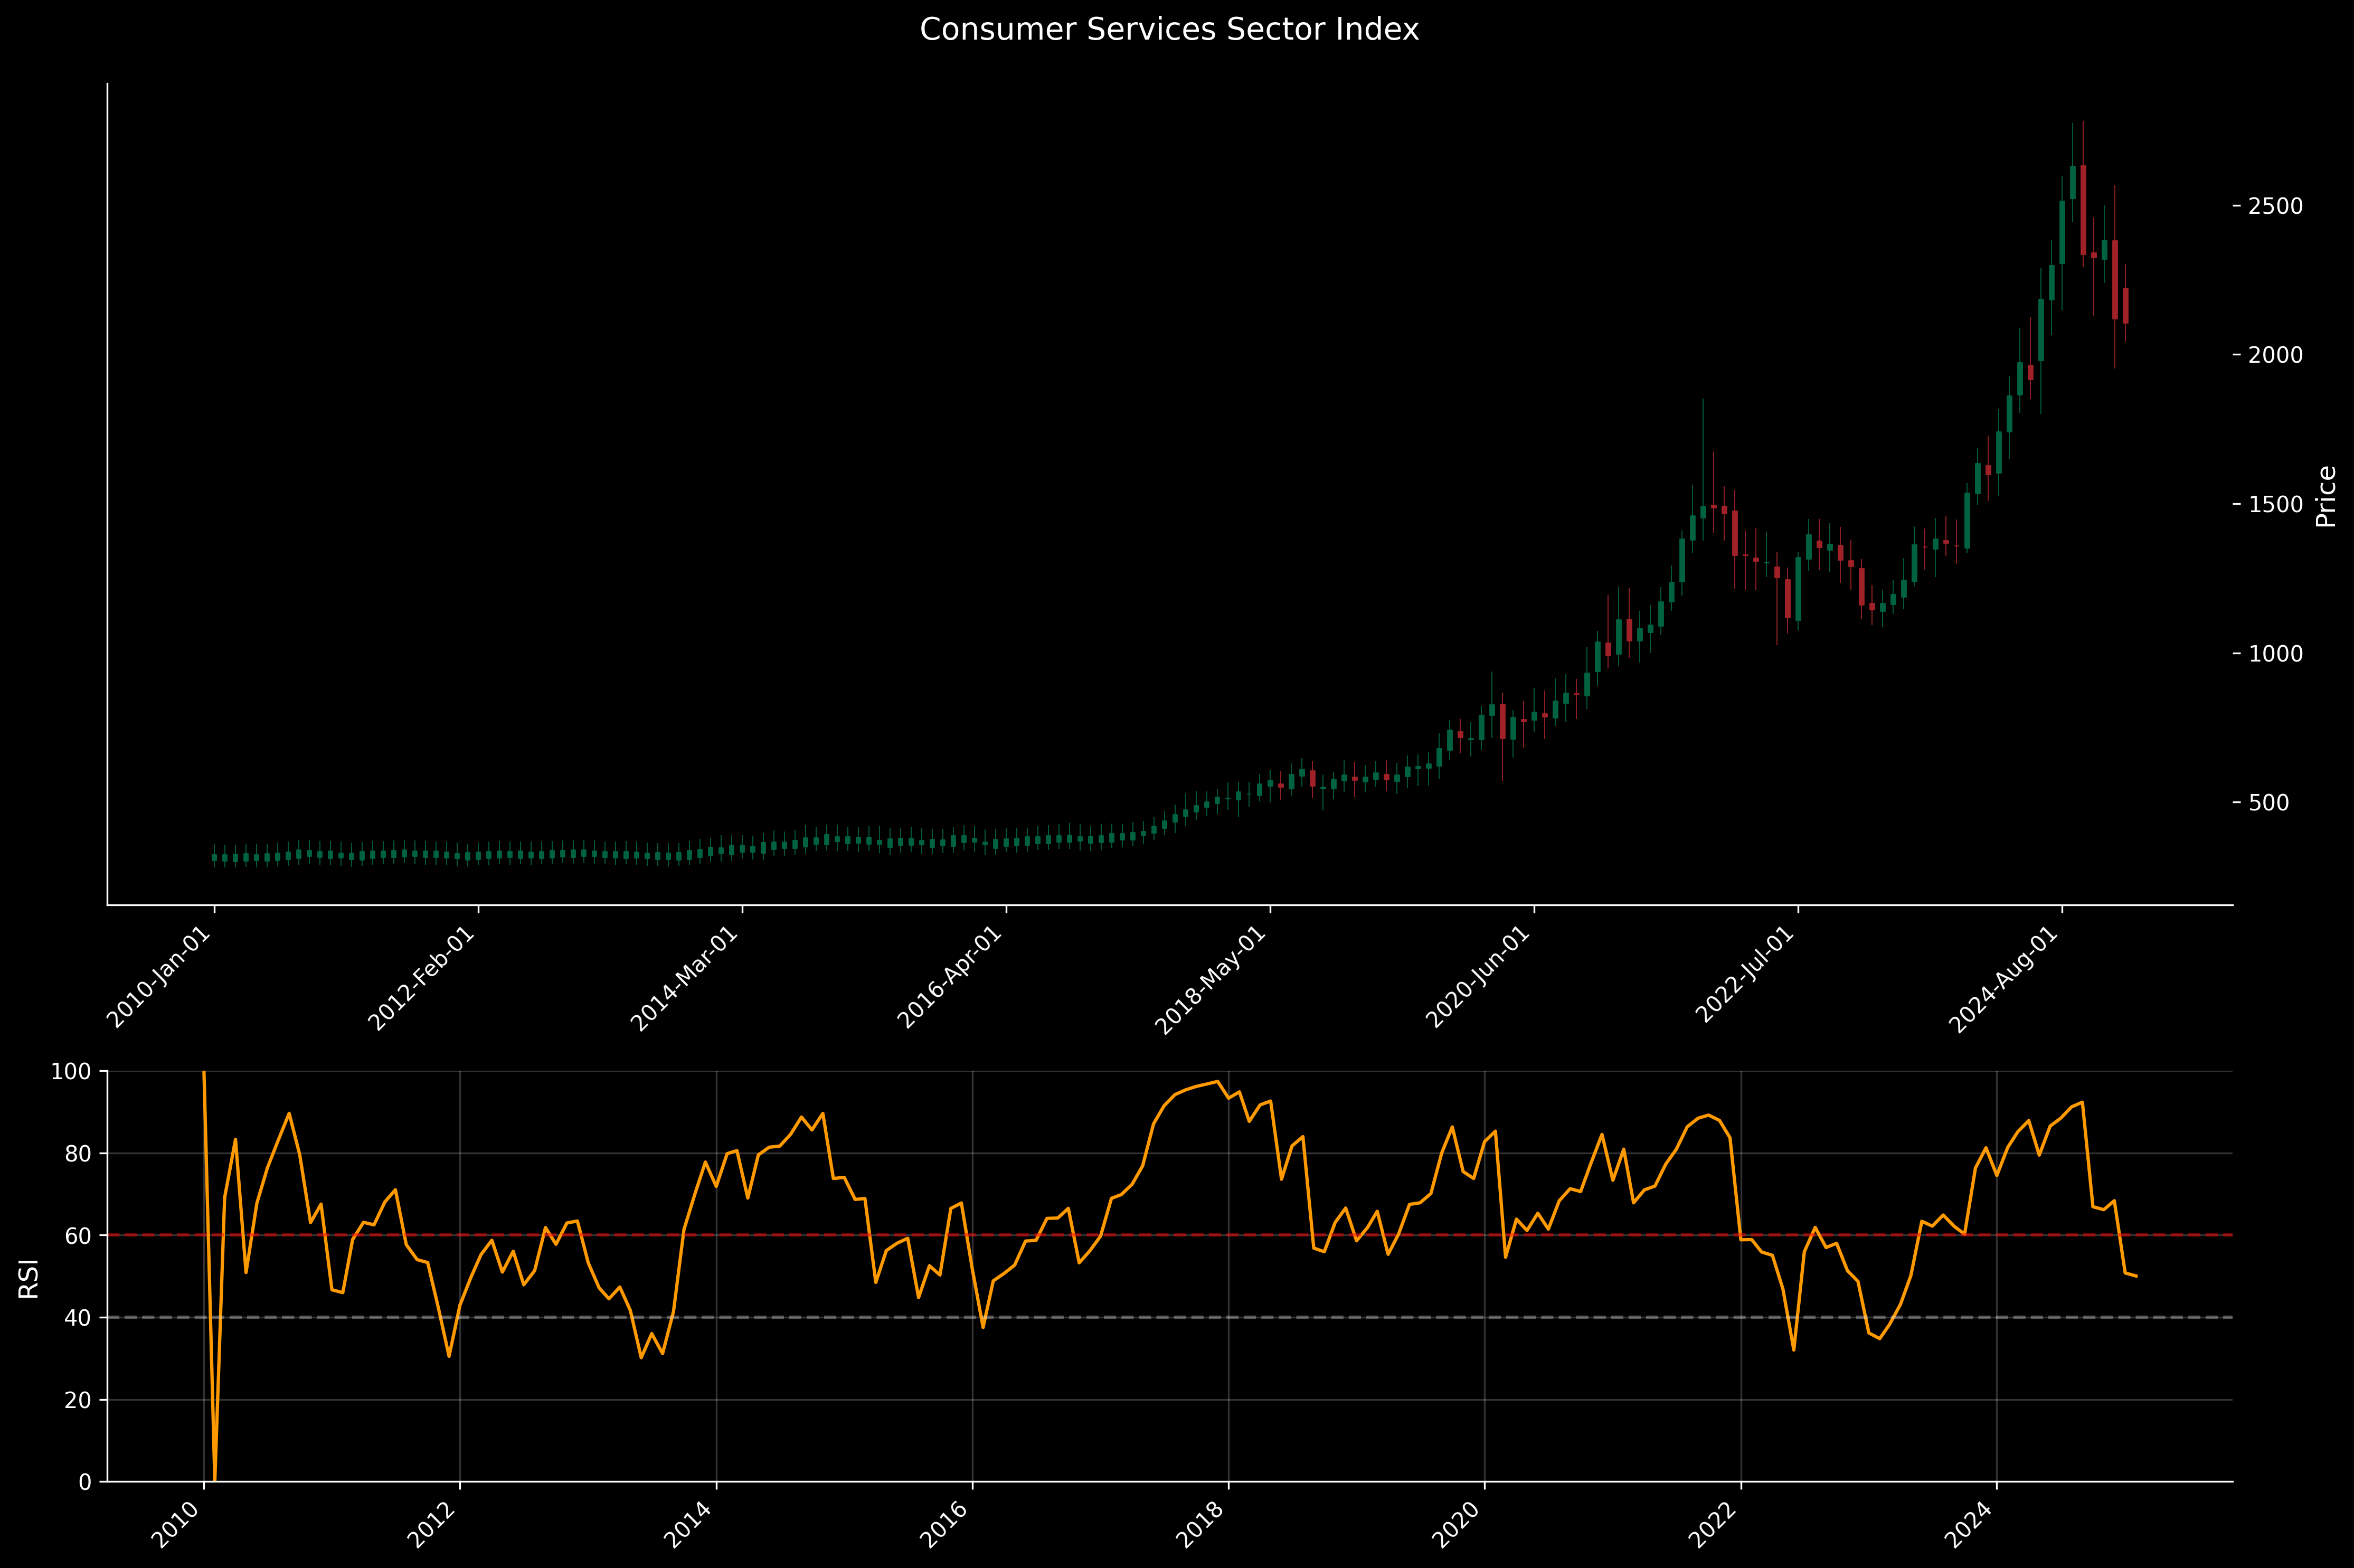 Consumer Services Sector Index
2500
2000
1500
1000
500
Price
2010-Jan-01
2012-Feb-01
2014-Mar-01
2016-Apr-01
2018-May-01
2020-Jun-01
2022-Jul-01
2024-Aug-01
100
80
60
40
20
0
RSI
2010
2012
2014
2016
2018
2020
2022
2024